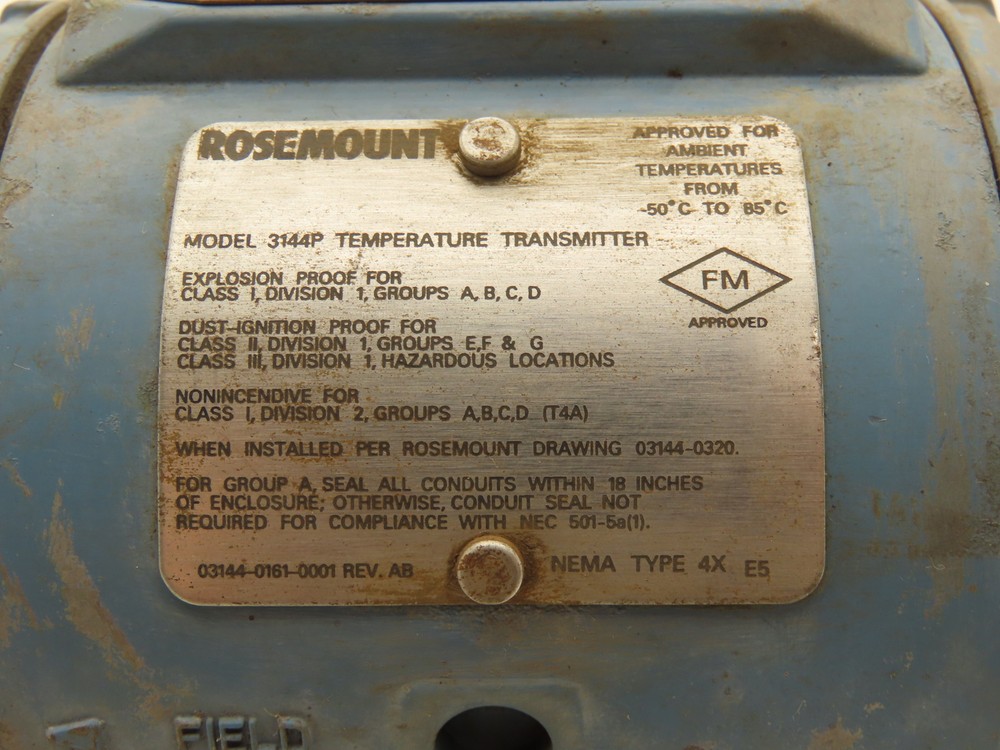 ROSEMOUNT
APPROVED FOR
AMBIENT
TEMPERATURES
FROM
-50°C TO 85°C
MODEL 3144P TEMPERATURE TRANSMITTER
EXPLOSION PROOF FOR
CLASS I, DIVISION 1, GROUPS A, B, C, D
FM
APPROVED
DUST-IGNITION PROOF FOR
CLASS II, DIVISION 1, GROUPS E,F & G
CLASS III, DIVISION 1, HAZARDOUS LOCATIONS
NONINCENDIVE FOR
CLASS I, DIVISION 2, GROUPS A,B,C,D (T4A)
WHEN INSTALLED PER ROSEMOUNT DRAWING 03144-0320.
FOR GROUP A, SEAL ALL CONDUITS WITHIN 18 INCHES
OF ENCLOSURE; OTHERWISE, CONDUIT SEAL NOT
REQUIRED FOR COMPLIANCE WITH NEC 501-5a(1).
03144-0161-0001 REV. AB
NEMA TYPE 4X E5
FIELD